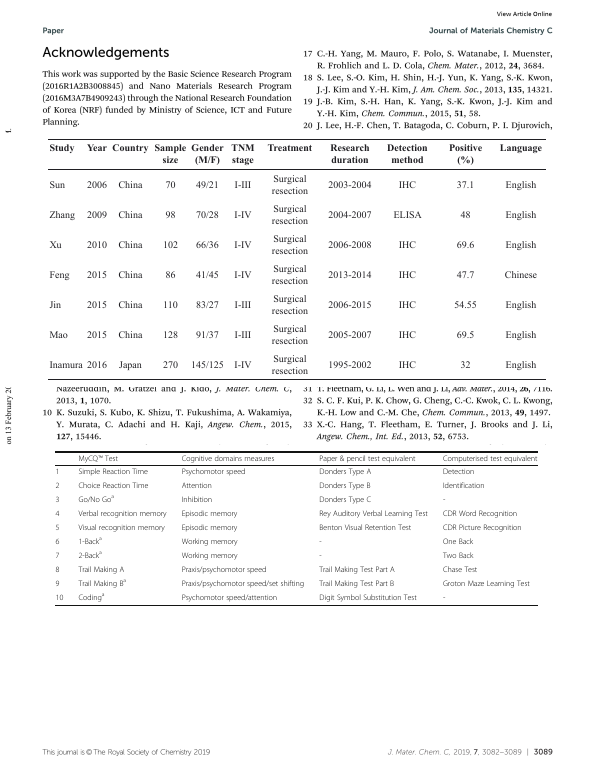 View Article Online
Paper
Journal of Materials Chemistry C
Acknowledgements
This work was supported by the Basic Science Research Program
(2016R1A2B3008845) and Nano Materials Research Program
(2016M3A7B4909243) through the National Research Foundation
of Korea (NRF) funded by Ministry of Science, ICT and Future
Planning.
17 C.-H. Yang, M. Mauro, F. Polo, S. Watanabe, I. Muenster,
R. Frohlich and L. D. Cola, Chem. Mater., 2012, 24, 3684.
18 S. Lee, S.-O. Kim, H. Shin, H.-J. Yun, K. Yang, S.-K. Kwon,
J.-J. Kim and Y.-H. Kim, J. Am. Chem. Soc., 2013, 135, 14321.
19 J.-B. Kim, S.-H. Han, K. Yang, S.-K. Kwon, J.-J. Kim and
Y.-H. Kim, Chem. Commun., 2015, 51, 58.
20 J. Lee, H.-F. Chen, T. Batagoda, C. Coburn, P. I. Djurovich,
Study Year Country Sample Gender TNM Treatment Research Detection Positive Language
size (M/F) stage duration method (%)
Sun 2006 China 70 49/21 I-III Surgical resection 2003-2004 IHC 37.1 English
Zhang 2009 China 98 70/28 I-IV Surgical resection 2004-2007 ELISA 48 English
Xu 2010 China 102 66/36 I-IV Surgical resection 2006-2008 IHC 69.6 English
Feng 2015 China 86 41/45 I-IV Surgical resection 2013-2014 IHC 47.7 Chinese
Jin 2015 China 110 83/27 I-III Surgical resection 2006-2015 IHC 54.55 English
Mao 2015 China 128 91/37 I-III Surgical resection 2005-2007 IHC 69.5 English
Inamura 2016 Japan 270 145/125 I-IV Surgical resection 1995-2002 IHC 32 English
Nazeeruddin, M. Gratzel and J. Kido, J. Mater. Chem. C,
2013, 1, 1070.
10 K. Suzuki, S. Kubo, K. Shizu, T. Fukushima, A. Wakamiya,
Y. Murata, C. Adachi and H. Kaji, Angew. Chem., 2015,
127, 15446.
31 T. Fleetham, G. Li, L. Wen and J. Li, Adv. Mater., 2014, 26, 7116.
32 S. C. F. Kui, P. K. Chow, G. Cheng, C.-C. Kwok, C. L. Kwong,
K.-H. Low and C.-M. Che, Chem. Commun., 2013, 49, 1497.
33 X.-C. Hang, T. Fleetham, E. Turner, J. Brooks and J. Li,
Angew. Chem., Int. Ed., 2013, 52, 6753.
on 13 February 2
MyCQ™ Test Cognitive domains measures Paper & pencil test equivalent Computerised test equivalent
1 Simple Reaction Time Psychomotor speed Donders Type A Detection
2 Choice Reaction Time Attention Donders Type B Identification
3 Go/No Goᵃ Inhibition Donders Type C -
4 Verbal recognition memory Episodic memory Rey Auditory Verbal Learning Test CDR Word Recognition
5 Visual recognition memory Episodic memory Benton Visual Retention Test CDR Picture Recognition
6 1-Backᵃ Working memory - One Back
7 2-Backᵃ Working memory - Two Back
8 Trail Making A Praxis/psychomotor speed Trail Making Test Part A Chase Test
9 Trail Making Bᵃ Praxis/psychomotor speed/set shifting Trail Making Test Part B Groton Maze Learning Test
10 Codingᵃ Psychomotor speed/attention Digit Symbol Substitution Test -
This journal is © The Royal Society of Chemistry 2019
J. Mater. Chem. C, 2019, 7, 3082–3089 | 3089